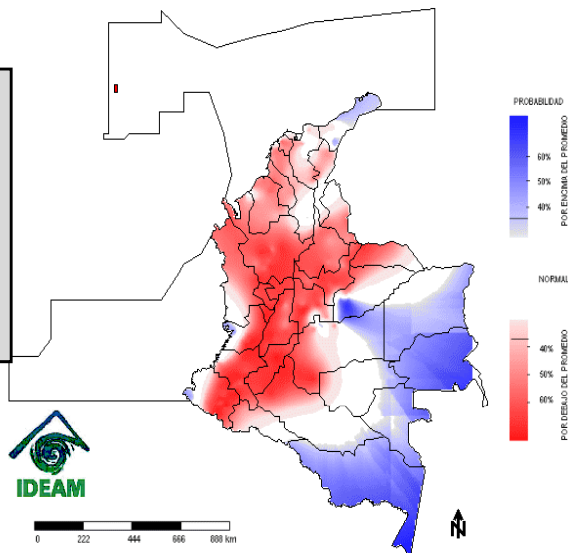 PROBABILIDAD
60%
50%
40%
POR ENCIMA DEL PROMEDIO
NORMAL
40%
50%
60%
POR DEBAJO DEL PROMEDIO
IDEAM
N
0 222 444 666 888 km